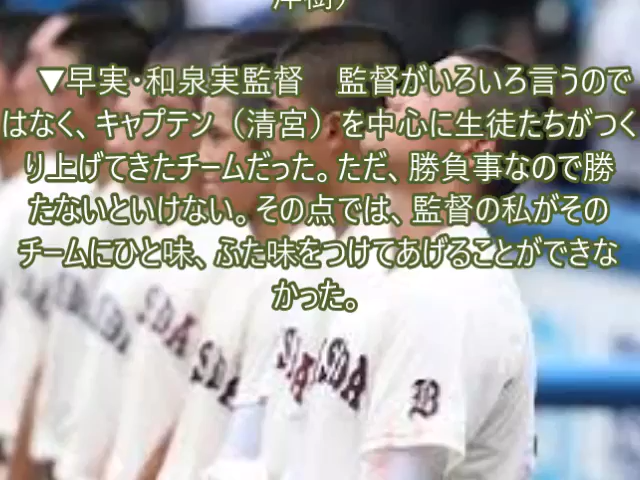 ▼早実・和泉実監督　監督がいろいろ言うので
はなく、キャプテン（清宮）を中心に生徒たちがつく
り上げてきたチームだった。ただ、勝負事なので勝
たないといけない。その点では、監督の私がその
チームにひと味、ふた味をつけてあげることができな
かった。
B